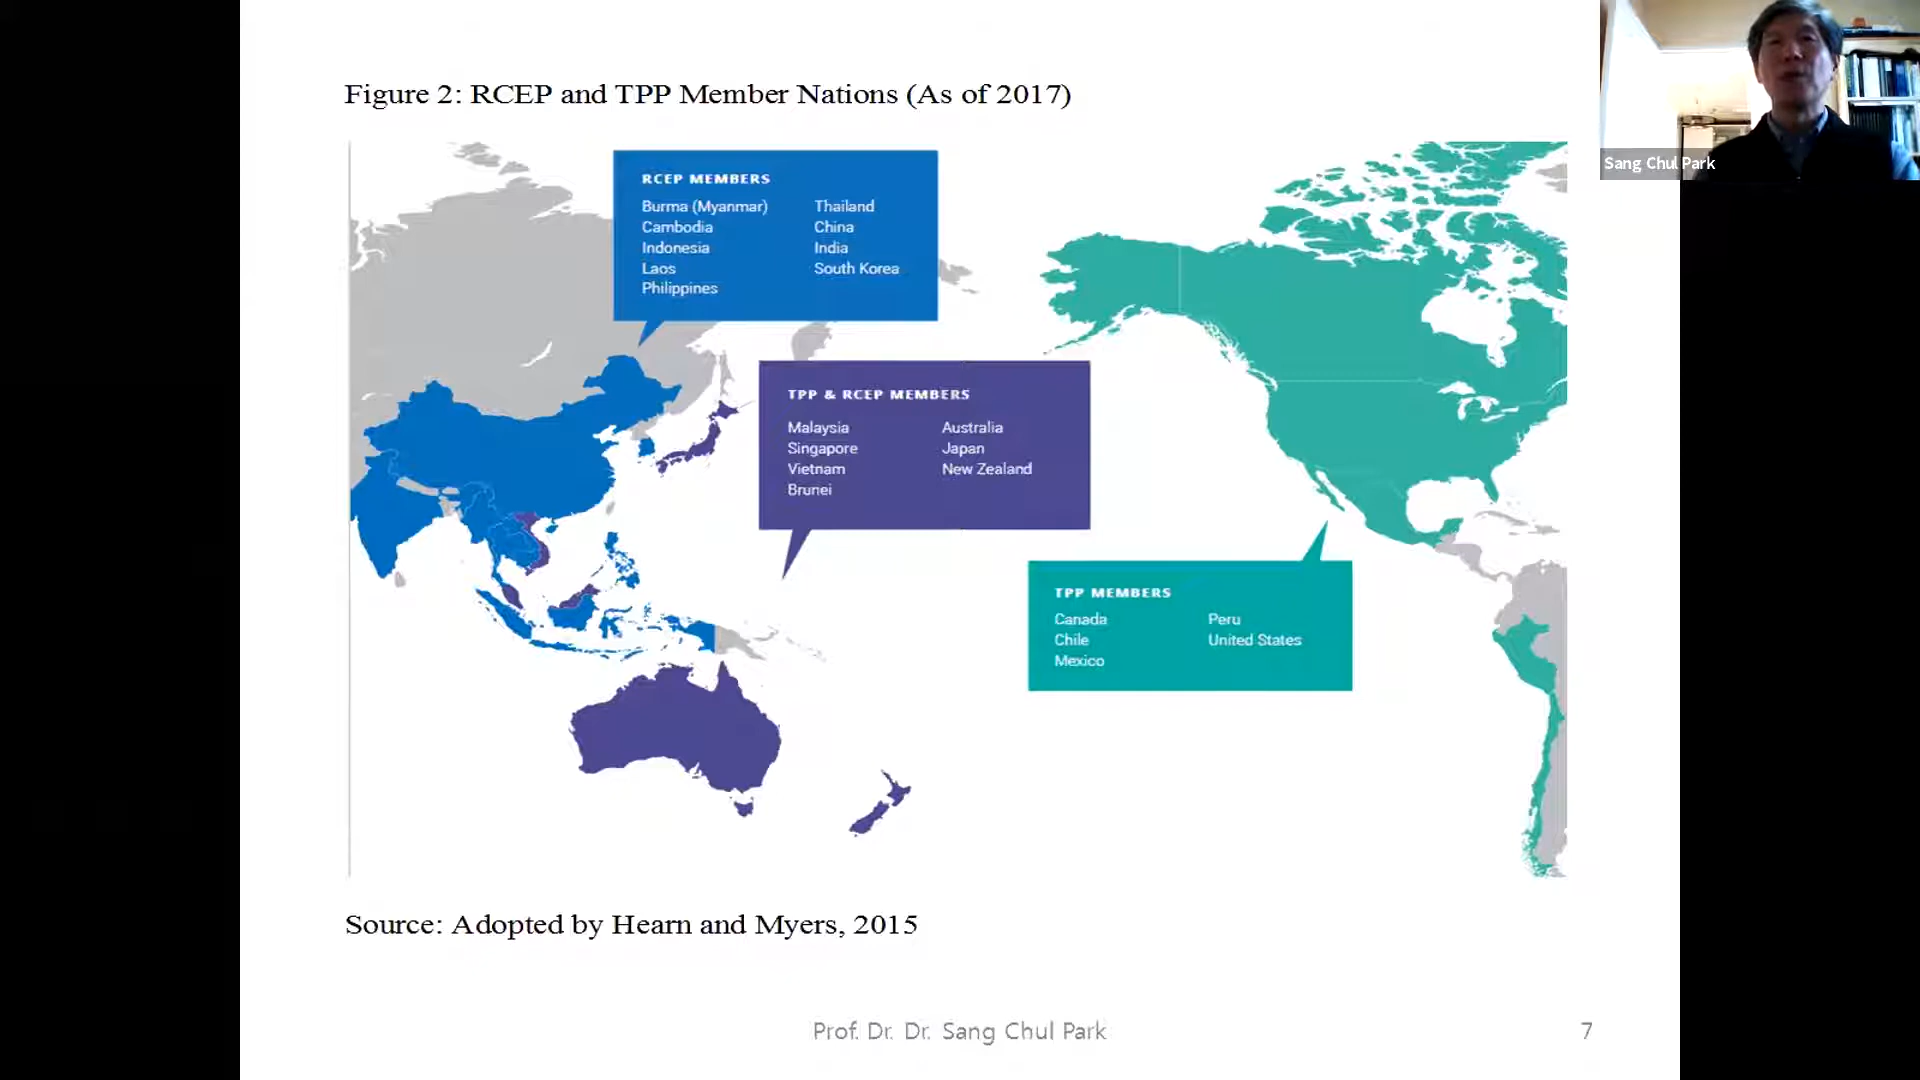 Figure 2: RCEP and TPP Member Nations (As of 2017)
Sang Chul Park
RCEP MEMBERS
Burma (Myanmar)
Cambodia
Indonesia
Laos
Philippines
Thailand
China
India
South Korea
TPP & RCEP MEMBERS
Malaysia
Singapore
Vietnam
Brunei
Australia
Japan
New Zealand
TPP MEMBERS
Canada
Chile
Mexico
Peru
United States
Source: Adopted by Hearn and Myers, 2015
Prof. Dr. Dr. Sang Chul Park
7